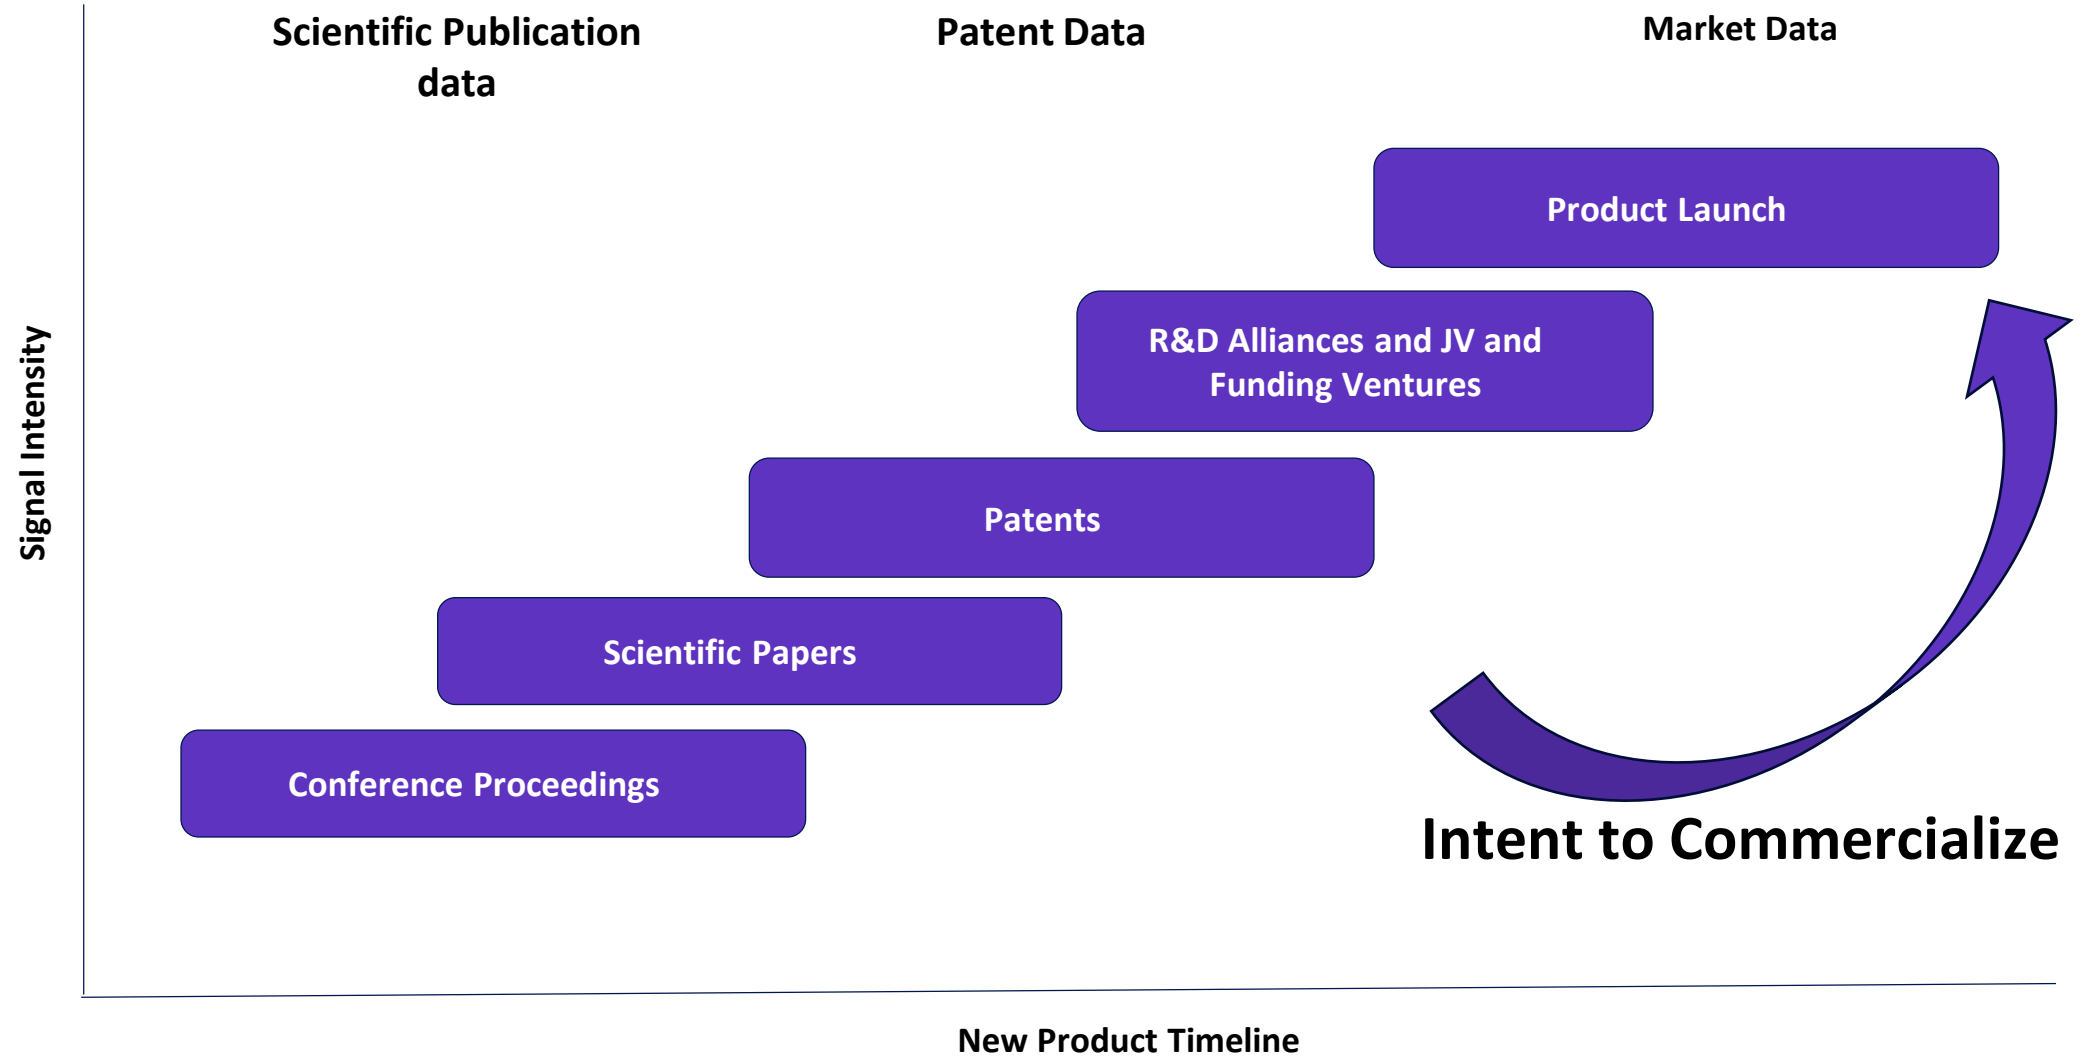 Scientific Publication
data
Patent Data
Market Data
Product Launch
R&D Alliances and JV and
Funding Ventures
Signal Intensity
Patents
Scientific Papers
Conference Proceedings
Intent to Commercialize
New Product Timeline